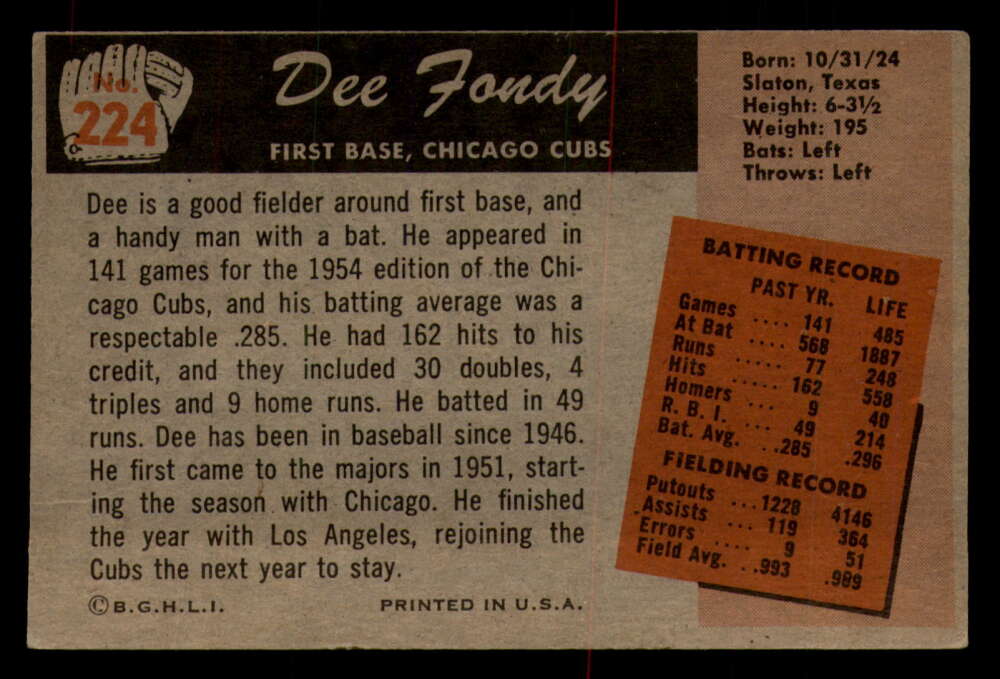 No.
224
Dee Fondy
FIRST BASE, CHICAGO CUBS
Born: 10/31/24
Slaton, Texas
Height: 6-3½
Weight: 195
Bats: Left
Throws: Left
Dee is a good fielder around first base, and
a handy man with a bat. He appeared in
141 games for the 1954 edition of the Chi-
cago Cubs, and his batting average was a
respectable .285. He had 162 hits to his
credit, and they included 30 doubles, 4
triples and 9 home runs. He batted in 49
runs. Dee has been in baseball since 1946.
He first came to the majors in 1951, start-
ing the season with Chicago. He finished
the year with Los Angeles, rejoining the
Cubs the next year to stay.
BATTING RECORD
PAST YR. LIFE
Games .... 141 485
At Bat .... 568 1887
Runs ..... 77 248
Hits ..... 162 558
Homers ... 9 40
R. B. I. ... 49 214
Bat. Avg. ..285 .296
FIELDING RECORD
Putouts ...1228 4146
Assists ... 119 364
Errors .... 9 51
Field Avg. ..993 .989
©B.G.H.L.I. PRINTED IN U.S.A.